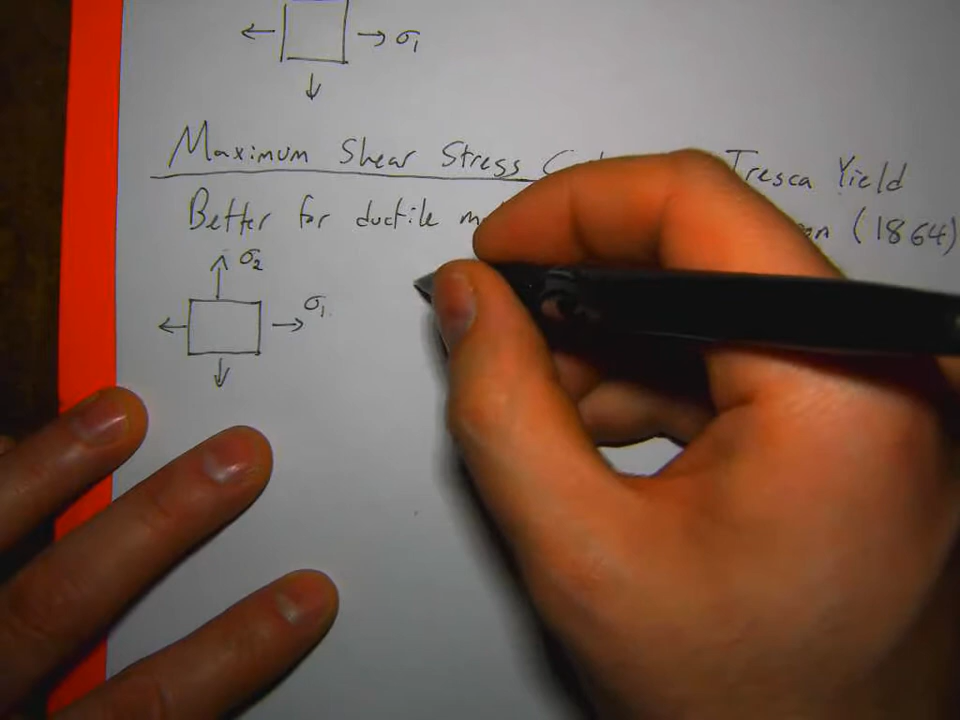 σ1
Maximum Shear Stress Tresca Yield
Better for ductile (1864)
σ2
σ1